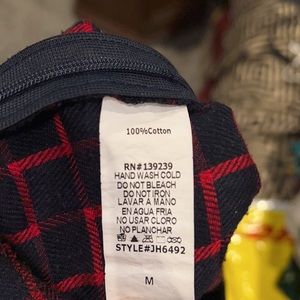 100%Cotton
RN#139239
HAND WASH COLD
DO NOT BLEACH
DO NOT IRON
LAVAR A MANO
EN AGUA FRIA
NO USAR CLORO
NO PLANCHAR
STYLE#JH6492
M